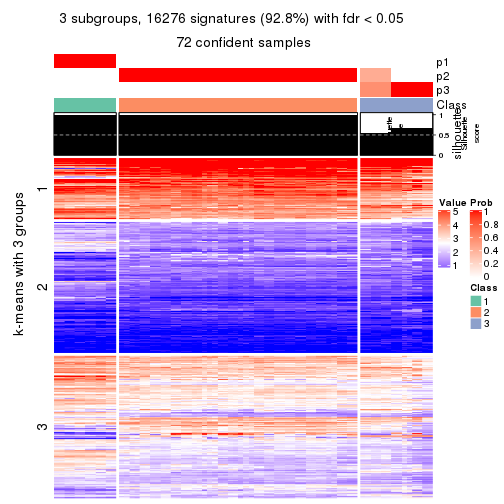 3 subgroups, 16276 signatures (92.8%) with fdr < 0.05
72 confident samples
p1
p2
p3
Class
1
0.5
0
silhouette
Silhouette
score
k-means with 3 groups
1
2
3
Value
5
4
3
2
1
Prob
1
0.8
0.6
0.4
0.2
0
Class
1
2
3